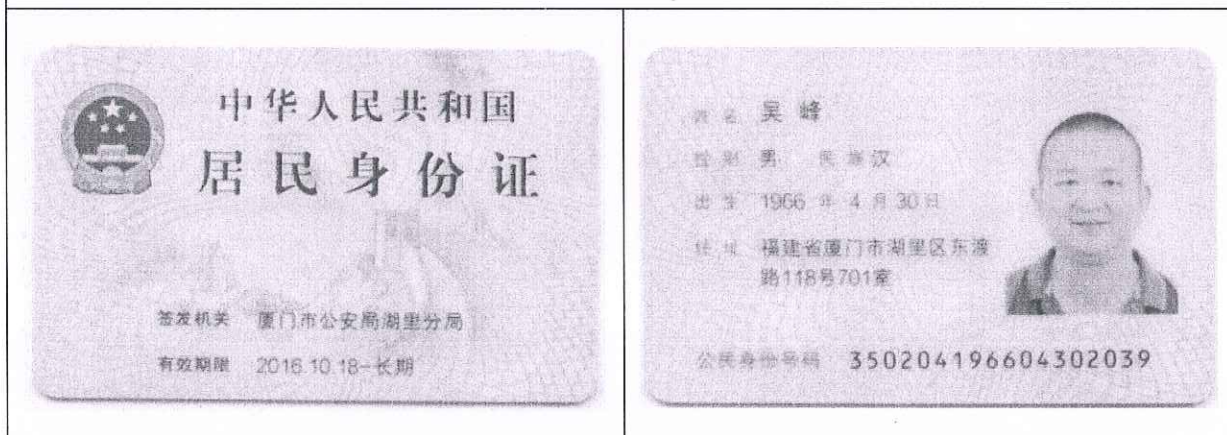 中华人民共和国
居民身份证
签发机关 厦门市公安局湖里分局
有效期限 2016.10.18-长期
姓名 吴峰
性别 男 民族 汉
出生 1966 年 4 月 30 日
住址 福建省厦门市湖里区东渡
路118号701室
公民身份号码 350204196604302039